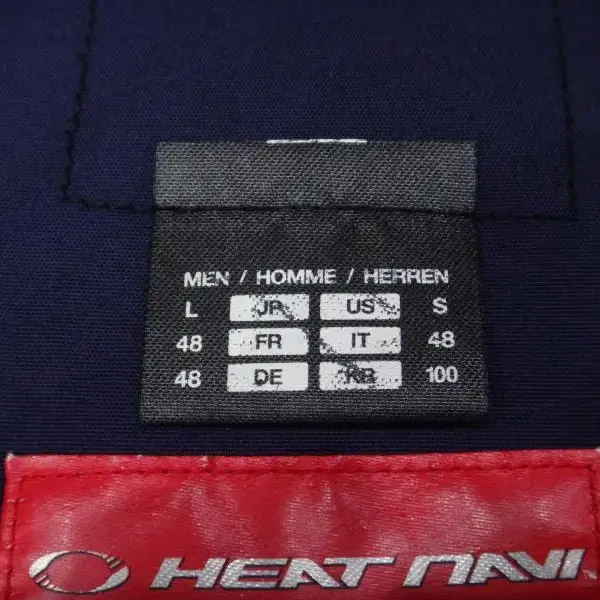 MEN / HOMME / HERREN
L JP US S
48 FR IT 48
48 DE KR 100
HEAT NAVI